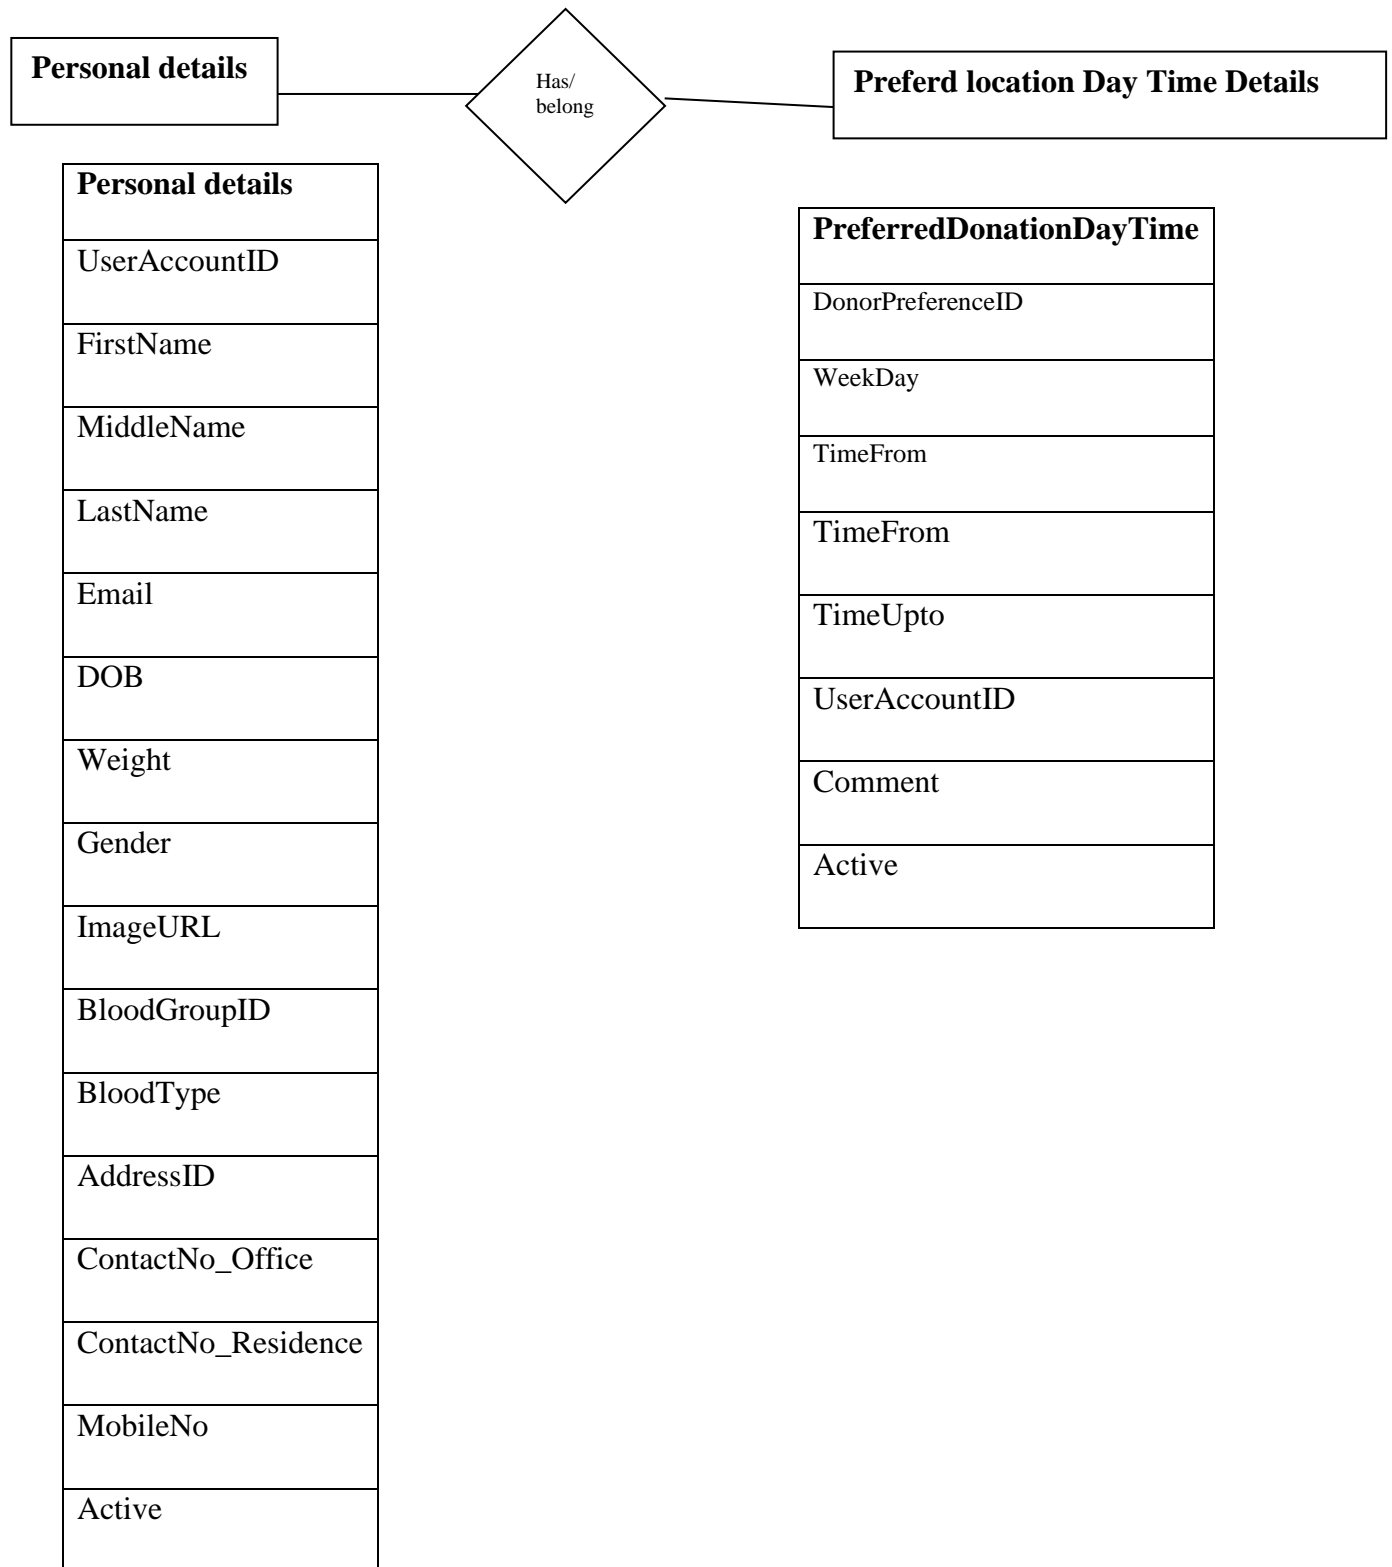 Personal details
Has/
belong
Preferd location Day Time Details
Personal details
UserAccountID
FirstName
MiddleName
LastName
Email
DOB
Weight
Gender
ImageURL
BloodGroupID
BloodType
AddressID
ContactNo_Office
ContactNo_Residence
MobileNo
Active
PreferredDonationDayTime
DonorPreferenceID
WeekDay
TimeFrom
TimeFrom
TimeUpto
UserAccountID
Comment
Active